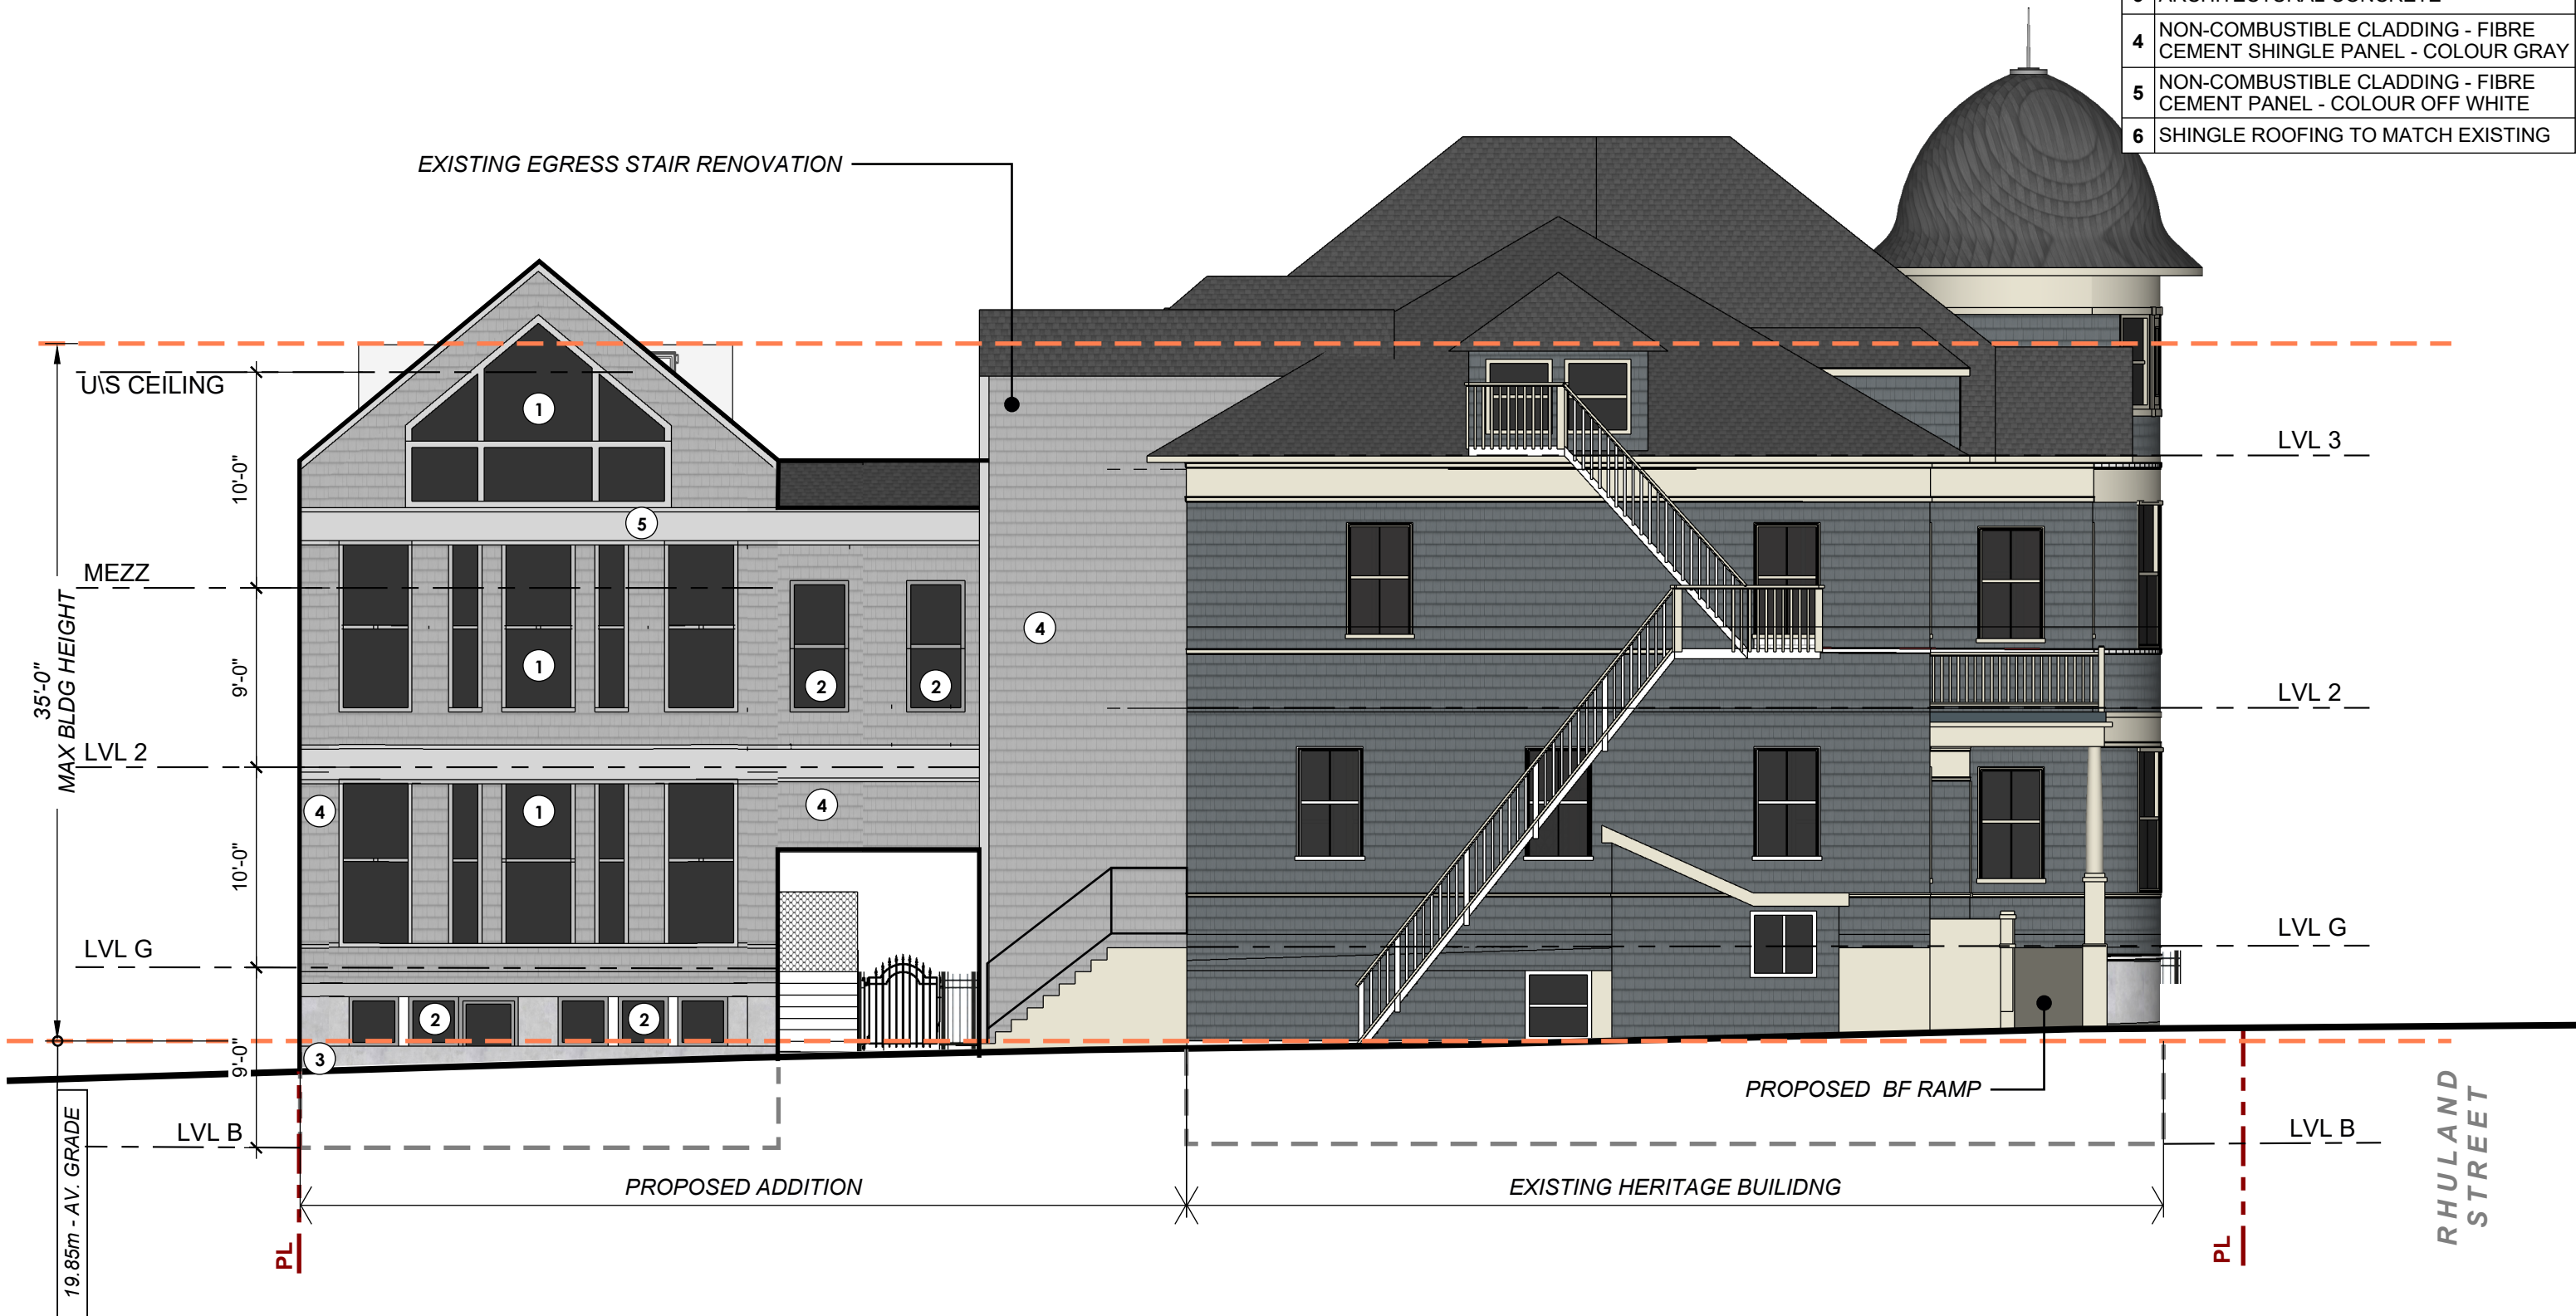 3 ARCHITECTURAL CONCRETE
4 NON-COMBUSTIBLE CLADDING - FIBRE
CEMENT SHINGLE PANEL - COLOUR GRAY
5 NON-COMBUSTIBLE CLADDING - FIBRE
CEMENT PANEL - COLOUR OFF WHITE
6 SHINGLE ROOFING TO MATCH EXISTING
EXISTING EGRESS STAIR RENOVATION
U\S CEILING
1
LVL 3
10'-0"
5
MEZZ
35'-0"
MAX BLDG HEIGHT
9'-0"
1
2
2
4
LVL 2
LVL 2
4
1
4
10'-0"
LVL G
LVL G
2
2
3
9'-0"
PROPOSED BF RAMP
LVL B
LVL B
19.85m - AV. GRADE
PROPOSED ADDITION
EXISTING HERITAGE BUILIDNG
RHULAND
STREET
PL
PL